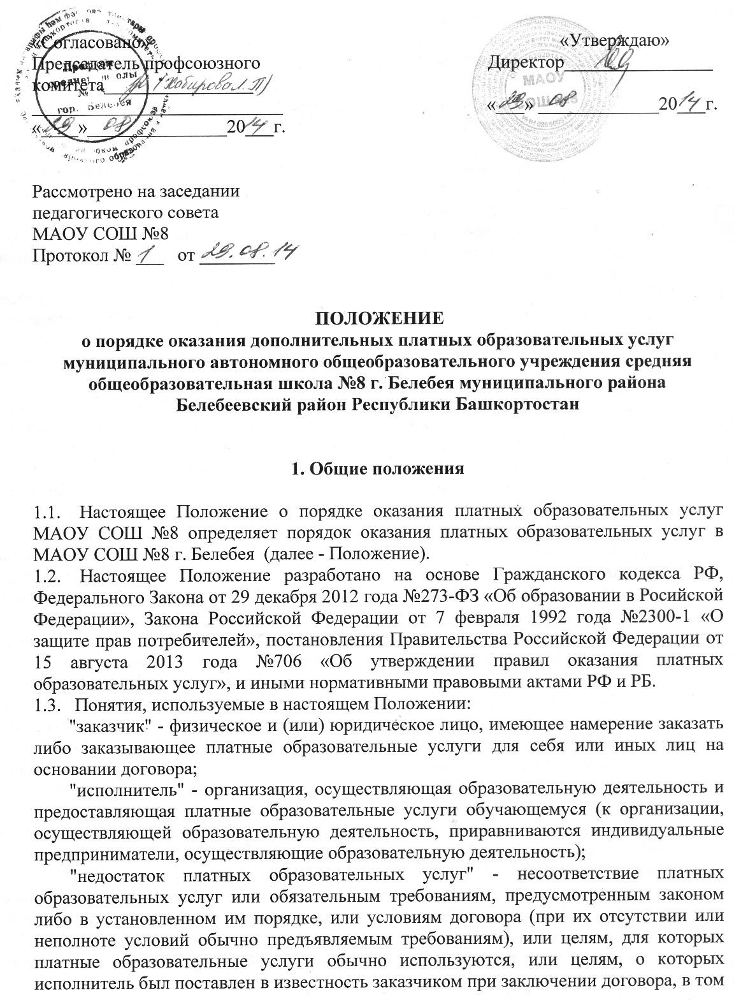 «Согласовано»
Председатель профсоюзного
комитета (Хабирова Л.П)
«29» 08 2014 г.
«Утверждаю»
Директор
«29» 08 2014 г.
Профком
средней школы
№
гор. Белебея
МАОУ
СОШ №8
Рассмотрено на заседании
педагогического совета
МАОУ СОШ №8
Протокол № 1 от 29.08.14
ПОЛОЖЕНИЕ
о порядке оказания дополнительных платных образовательных услуг
муниципального автономного общеобразовательного учреждения средняя
общеобразовательная школа №8 г. Белебея муниципального района
Белебеевский район Республики Башкортостан
1. Общие положения
1.1. Настоящее Положение о порядке оказания платных образовательных услуг
МАОУ СОШ №8 определяет порядок оказания платных образовательных услуг в
МАОУ СОШ №8 г. Белебея (далее - Положение).
1.2. Настоящее Положение разработано на основе Гражданского кодекса РФ,
Федерального Закона от 29 декабря 2012 года №273-ФЗ «Об образовании в Росийской
Федерации», Закона Российской Федерации от 7 февраля 1992 года №2300-1 «О
защите прав потребителей», постановления Правительства Российской Федерации от
15 августа 2013 года №706 «Об утверждении правил оказания платных
образовательных услуг», и иными нормативными правовыми актами РФ и РБ.
1.3. Понятия, используемые в настоящем Положении:
"заказчик" - физическое и (или) юридическое лицо, имеющее намерение заказать
либо заказывающее платные образовательные услуги для себя или иных лиц на
основании договора;
"исполнитель" - организация, осуществляющая образовательную деятельность и
предоставляющая платные образовательные услуги обучающемуся (к организации,
осуществляющей образовательную деятельность, приравниваются индивидуальные
предприниматели, осуществляющие образовательную деятельность);
"недостаток платных образовательных услуг" - несоответствие платных
образовательных услуг или обязательным требованиям, предусмотренным законом
либо в установленном им порядке, или условиям договора (при их отсутствии или
неполноте условий обычно предъявляемым требованиям), или целям, для которых
платные образовательные услуги обычно используются, или целям, о которых
исполнитель был поставлен в известность заказчиком при заключении договора, в том